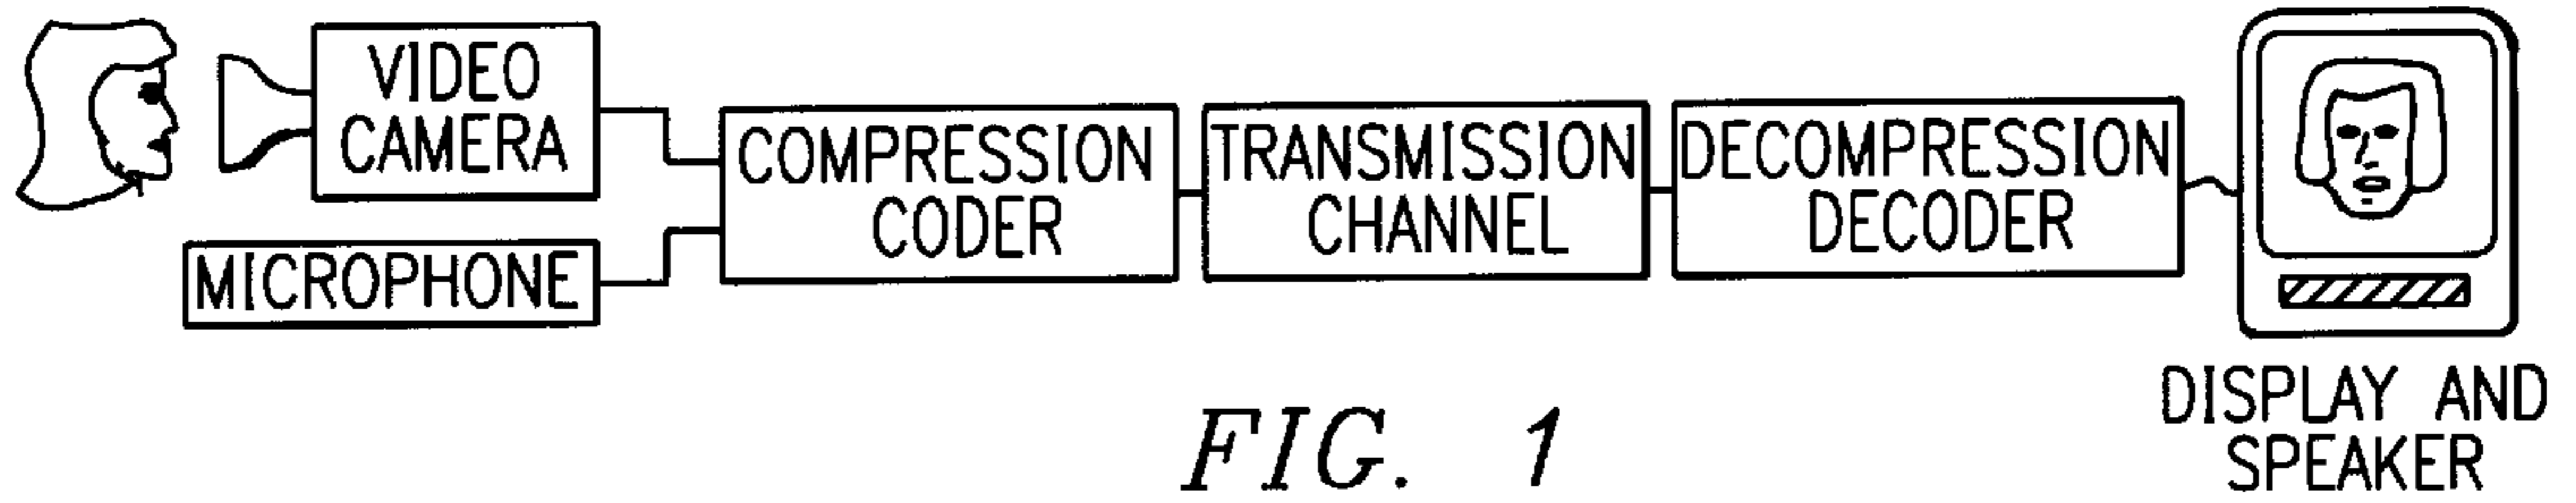 VIDEO
CAMERA
MICROPHONE
COMPRESSION
CODER
TRANSMISSION
CHANNEL
DECOMPRESSION
DECODER
DISPLAY AND
SPEAKER
FIG. 1